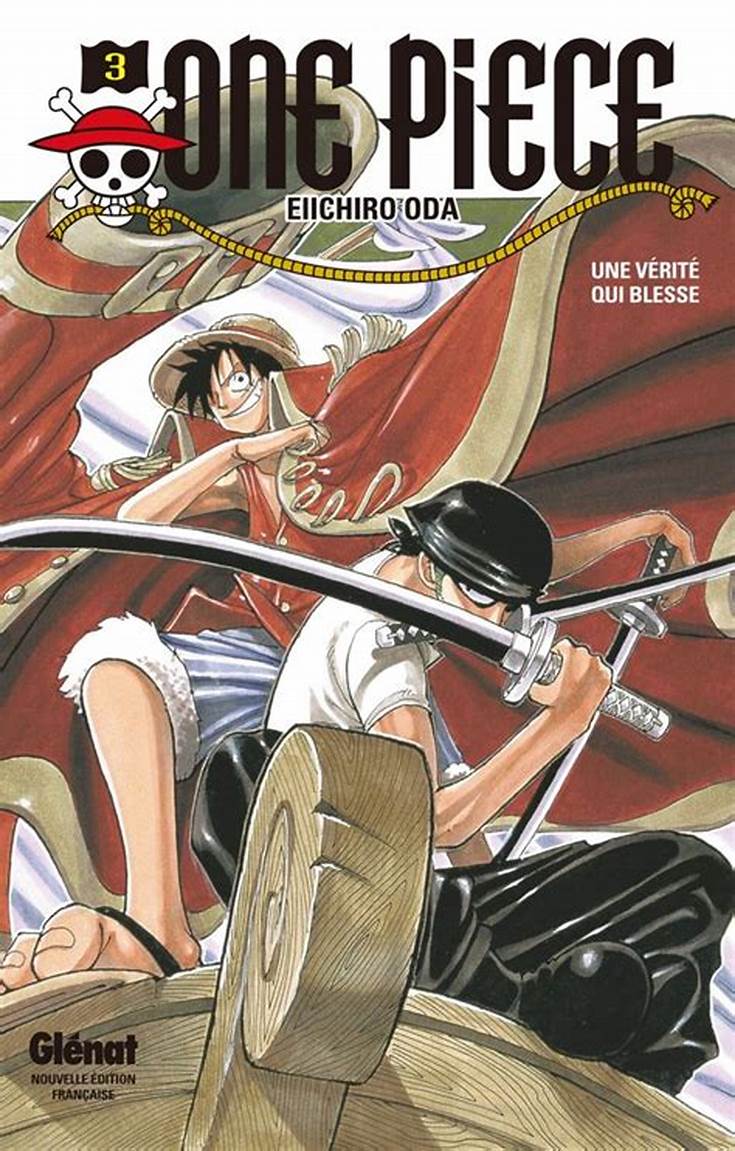 3
ONE PIECE
EIICHIRO ODA
UNE VÉRITÉ
QUI BLESSE
Glénat
NOUVELLE ÉDITION
FRANÇAISE